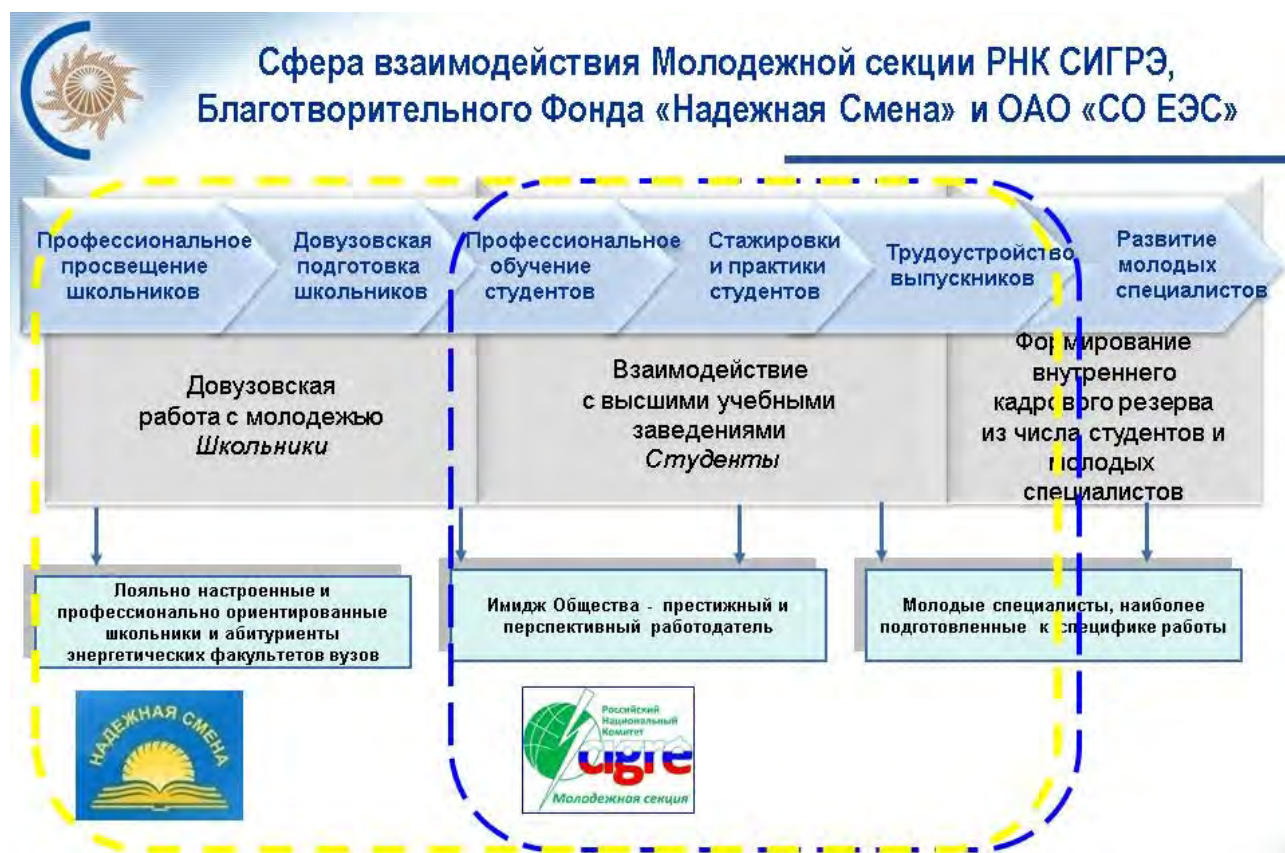 Сфера взаимодействия Молодежной секции РНК СИГРЭ,
Благотворительного Фонда «Надежная Смена» и ОАО «СО ЕЭС»
Профессиональное
просвещение
школьников
Довузовская
подготовка
школьников
Профессиональное
обучение
студентов
Стажировки
и практики
студентов
Трудоустройство
выпускников
Развитие
молодых
специалистов
Довузовская
работа с молодежью
Школьники
Взаимодействие
с высшими учебными
заведениями
Студенты
Формирование
внутреннего
кадрового резерва
из числа студентов и
молодых
специалистов
Лояльно настроенные и
профессионально ориентированные
школьники и абитуриенты
энергетических факультетов вузов
Имидж Общества - престижный и
перспективный работодатель
Молодые специалисты, наиболее
подготовленные к специфике работы
НАДЕЖНАЯ СМЕНА
Российский
Национальный
Комитет
cigre
Молодежная секция